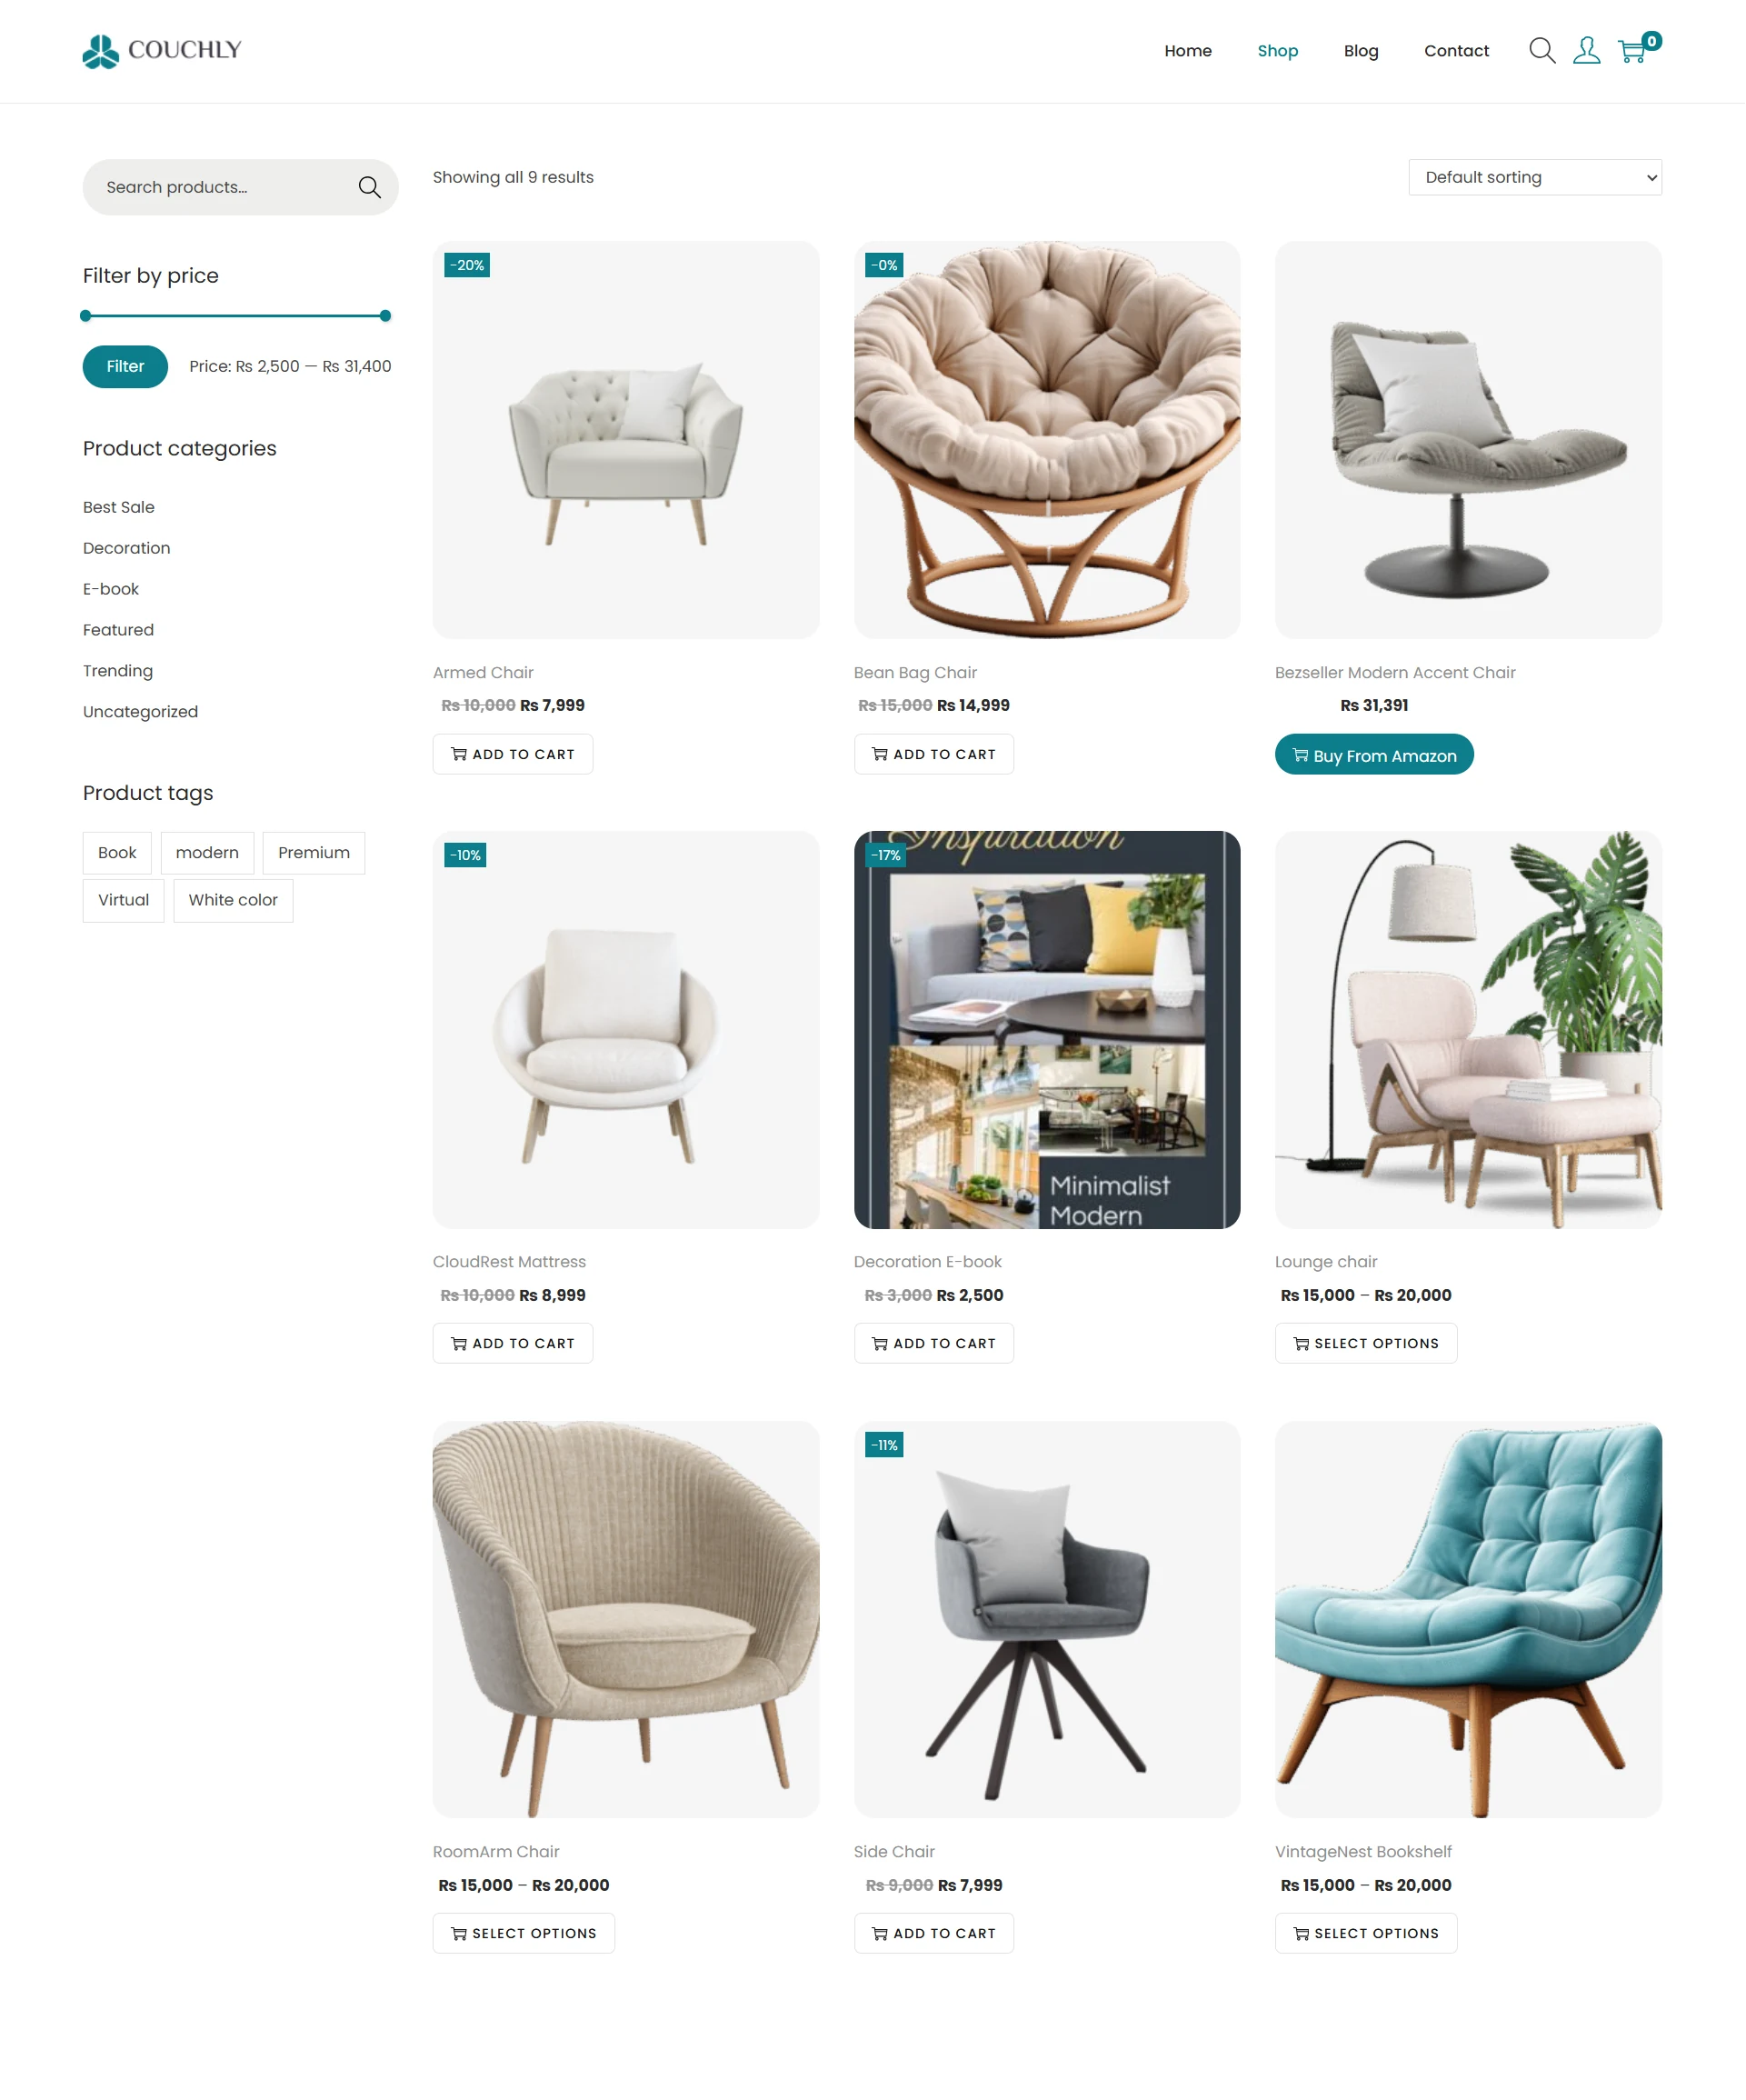 COUCHLY
Home Shop Blog Contact 0
Search products...
Filter by price
Filter Price: Rs 2,500 — Rs 31,400
Product categories
Best Sale
Decoration
E-book
Featured
Trending
Uncategorized
Product tags
Book modern Premium
Virtual White color
Showing all 9 results
Default sorting
-20%
Armed Chair
Rs 10,000 Rs 7,999
ADD TO CART
-0%
Bean Bag Chair
Rs 15,000 Rs 14,999
ADD TO CART
Bezseller Modern Accent Chair
Rs 31,391
Buy From Amazon
-10%
CloudRest Mattress
Rs 10,000 Rs 8,999
ADD TO CART
Inspiration
-17%
Minimalist
Modern
Decoration E-book
Rs 3,000 Rs 2,500
ADD TO CART
Lounge chair
Rs 15,000 – Rs 20,000
SELECT OPTIONS
RoomArm Chair
Rs 15,000 – Rs 20,000
SELECT OPTIONS
-11%
Side Chair
Rs 9,000 Rs 7,999
ADD TO CART
VintageNest Bookshelf
Rs 15,000 – Rs 20,000
SELECT OPTIONS